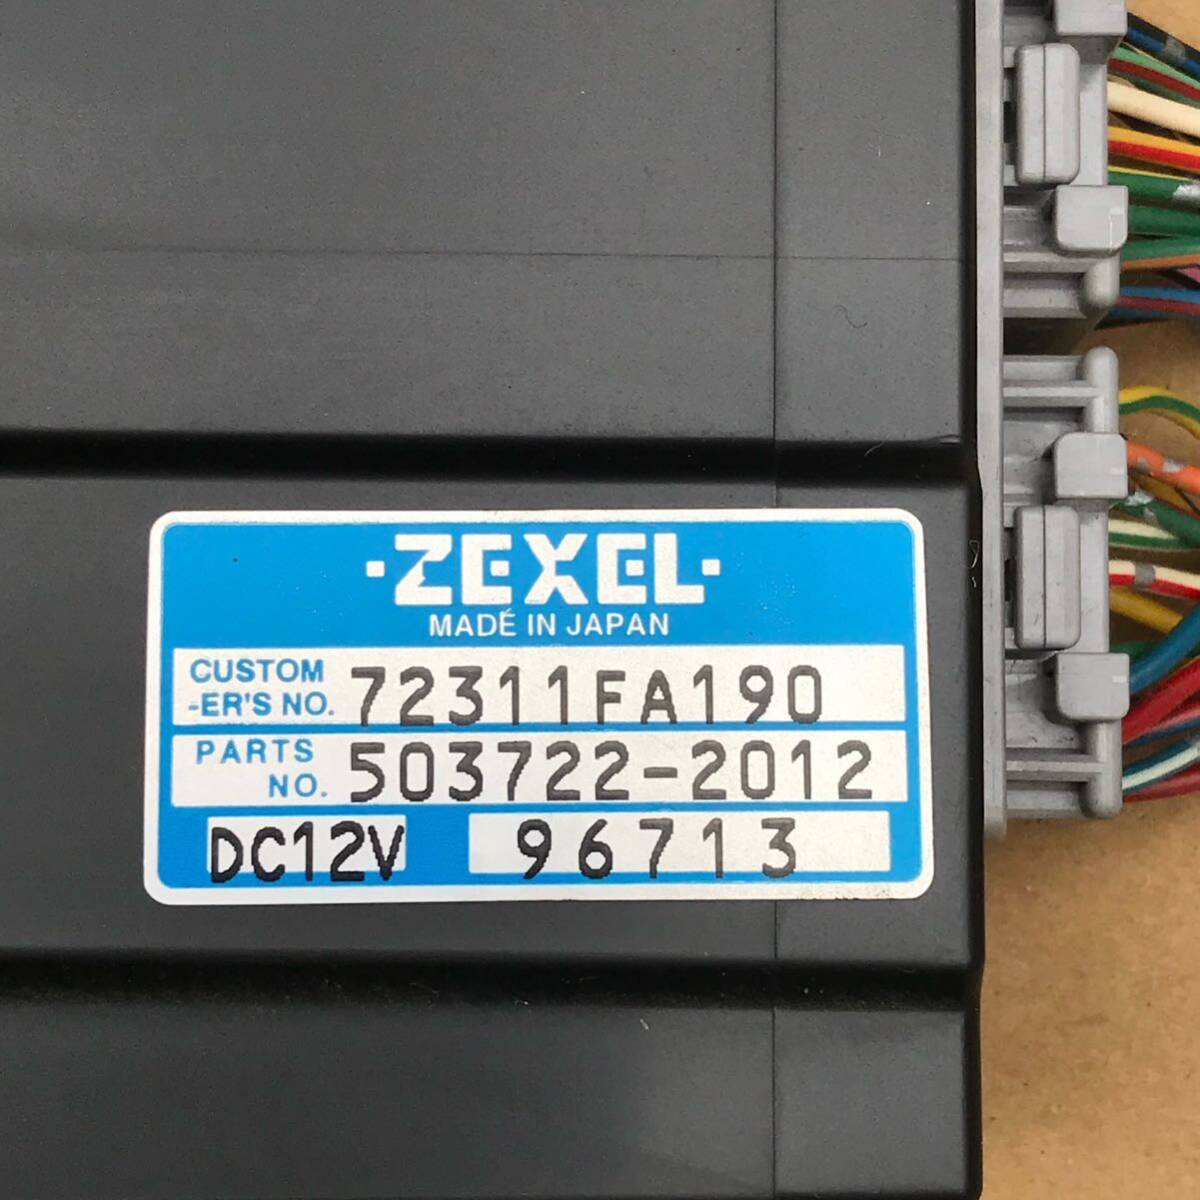 ·ZEXEL·
MADE IN JAPAN
CUSTOM
-ER'S NO. 72311FA190
PARTS
NO. 503722-2012
DC12V 96713